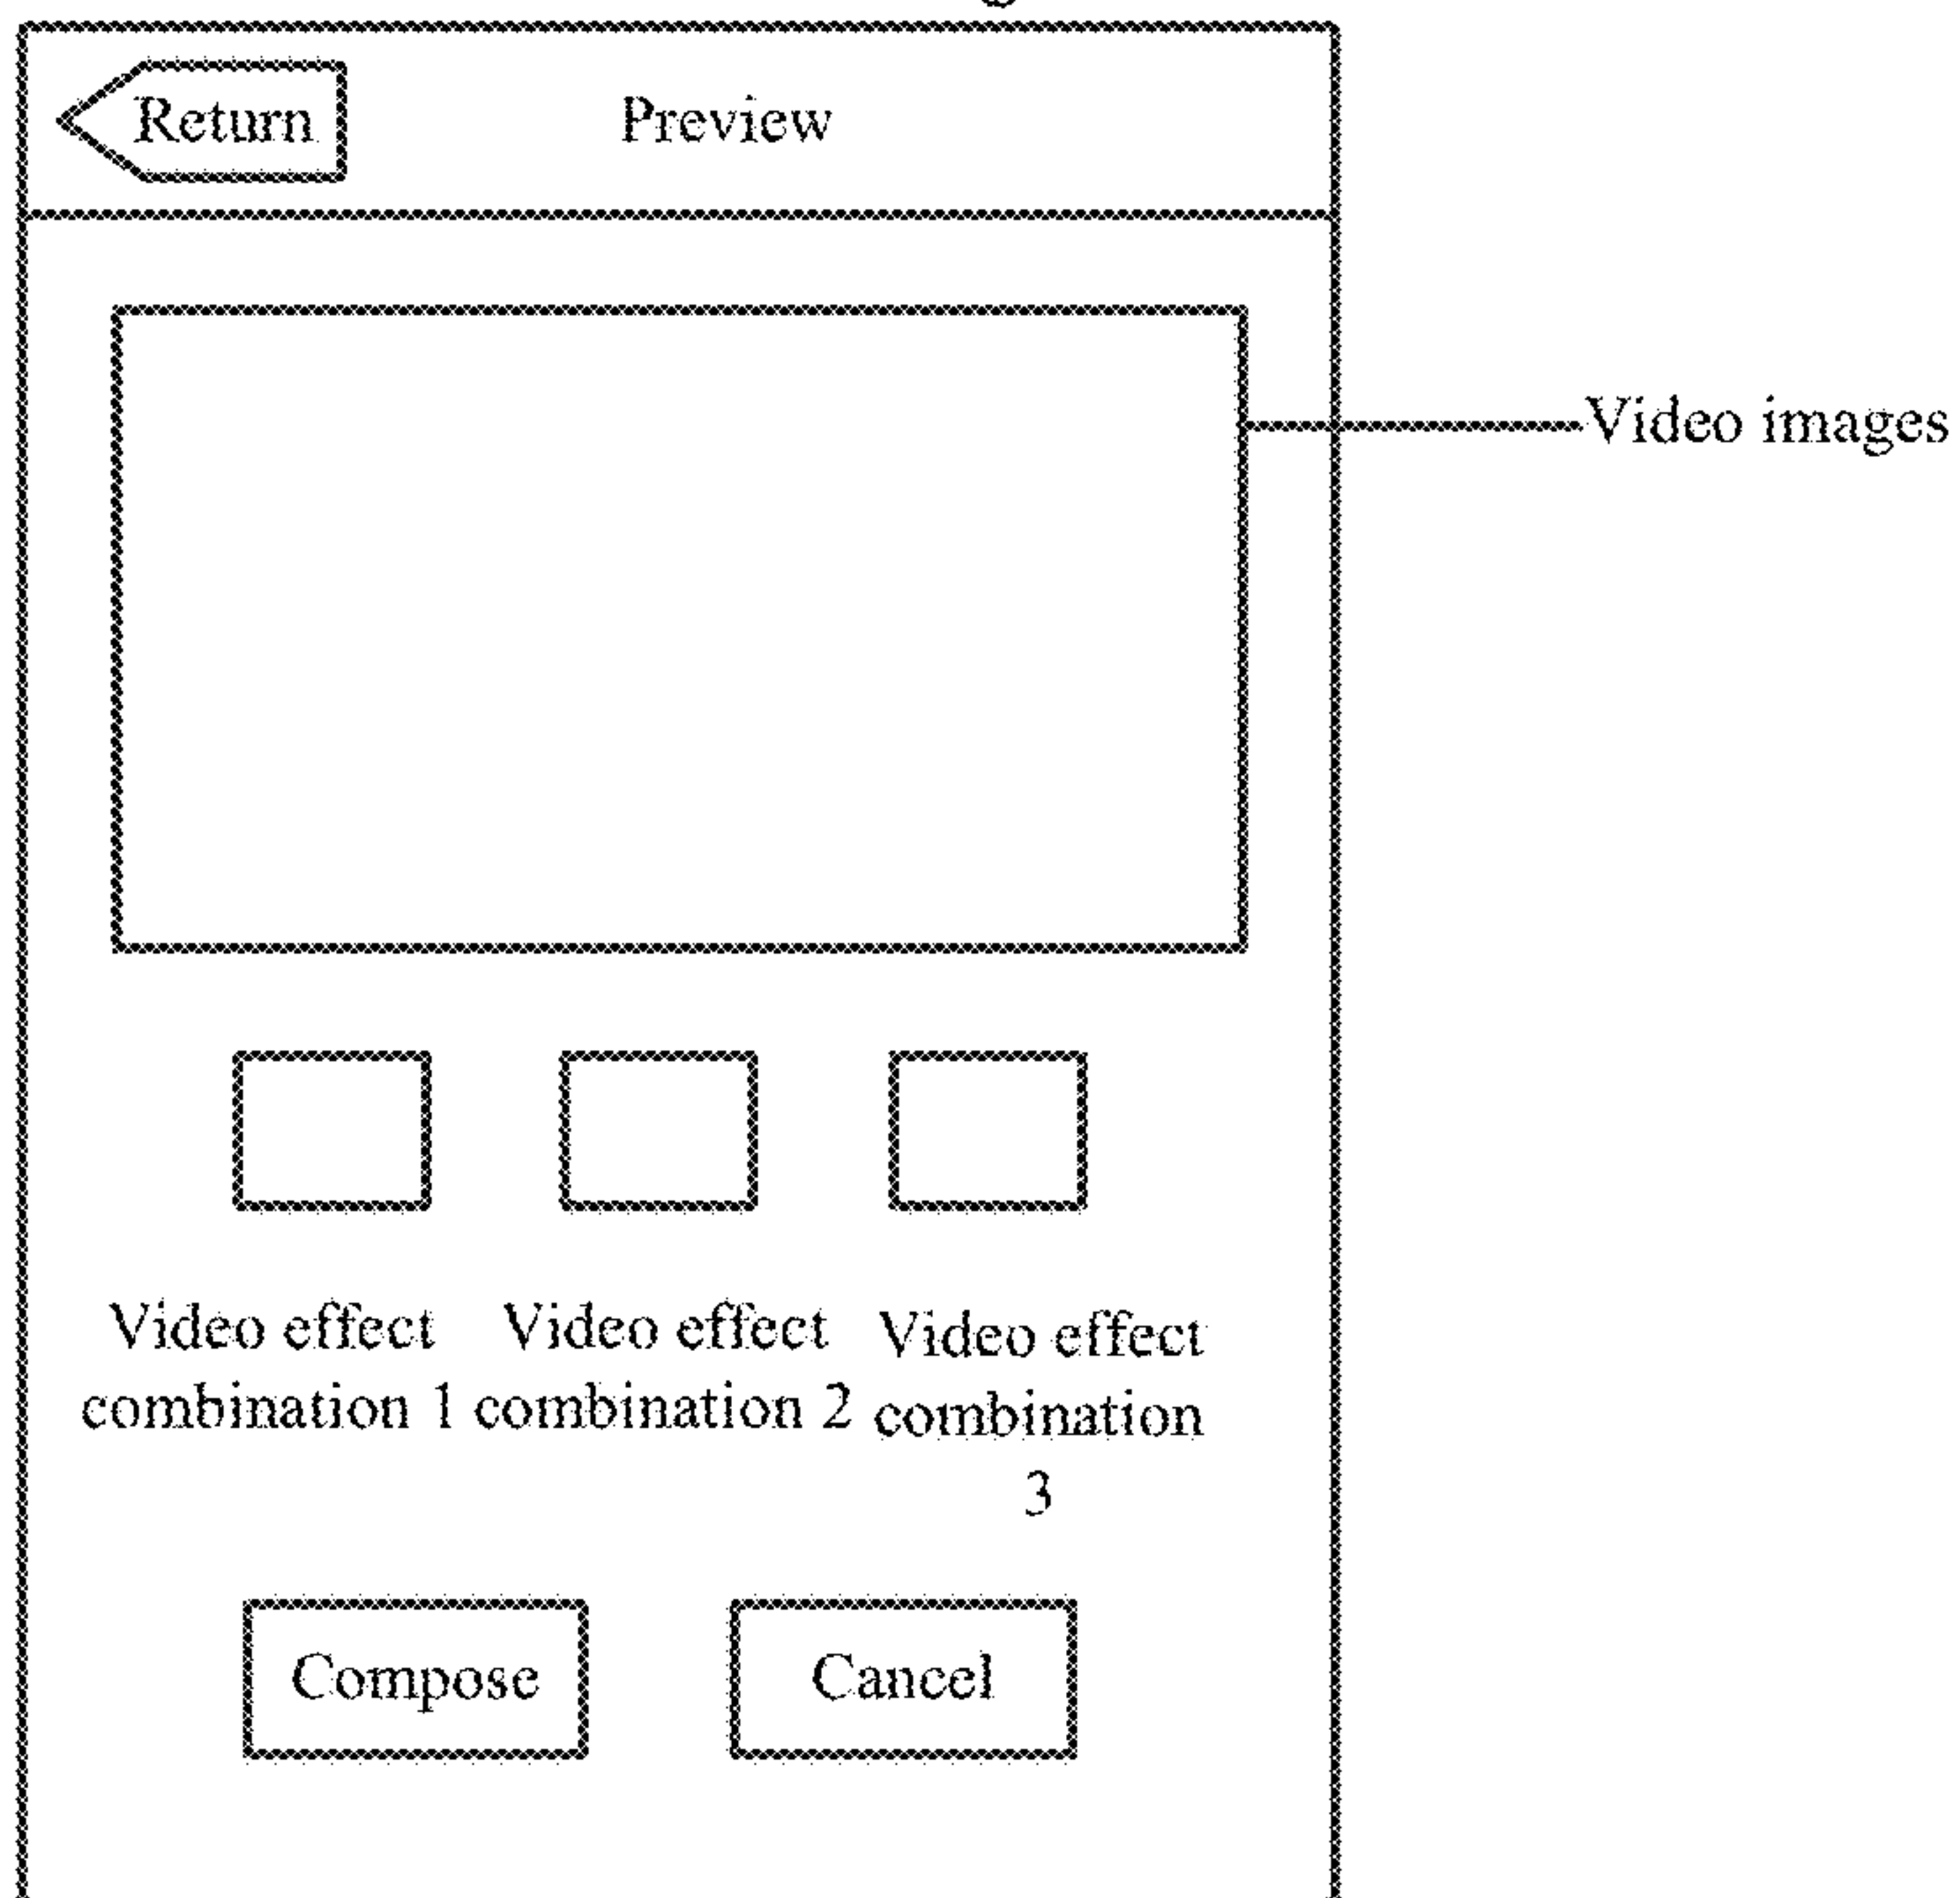 Return
Preview
Video images
Video effect
combination 1
Video effect
combination 2
Video effect
combination
3
Compose
Cancel